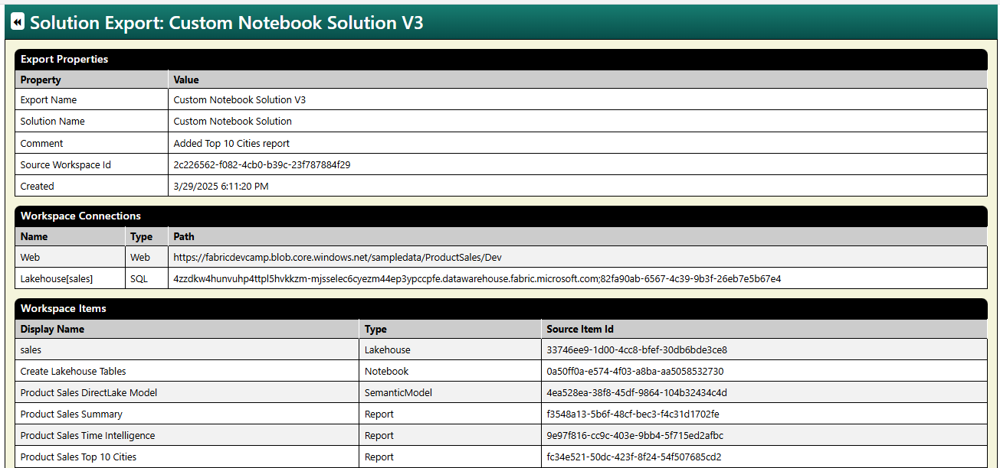 Solution Export: Custom Notebook Solution V3
Export Properties
Property Value
Export Name Custom Notebook Solution V3
Solution Name Custom Notebook Solution
Comment Added Top 10 Cities report
Source Workspace Id 2c226562-f082-4cb0-b39c-23f787884f29
Created 3/29/2025 6:11:20 PM
Workspace Connections
Name Type Path
Web Web https://fabricdevcamp.blob.core.windows.net/sampledata/ProductSales/Dev
Lakehouse[sales] SQL 4zzdkw4hunvuhp4ttpl5hvkkzm-mjsselec6cyezm44ep3ypccpfe.datawarehouse.fabric.microsoft.com;82fa90ab-6567-4c39-9b3f-26eb7e5b67e4
Workspace Items
Display Name Type Source Item Id
sales Lakehouse 33746ee9-1d00-4cc8-bfef-30db6bde3ce8
Create Lakehouse Tables Notebook 0a50ff0a-e574-4f03-a8ba-aa5058532730
Product Sales DirectLake Model SemanticModel 4ea528ea-38f8-45df-9864-104b32434c4d
Product Sales Summary Report f3548a13-5b6f-48cf-bec3-f4c31d1702fe
Product Sales Time Intelligence Report 9e97f816-cc9c-403e-9bb4-5f715ed2afbc
Product Sales Top 10 Cities Report fc34e521-50dc-423f-8f24-54f507685cd2